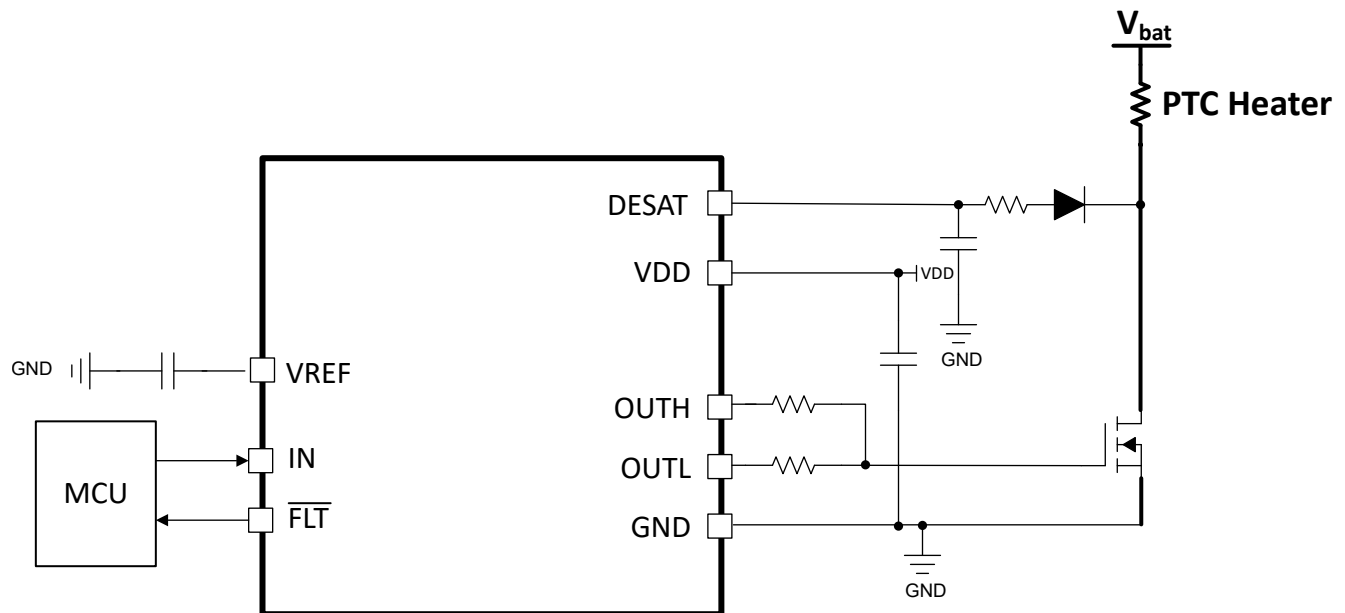 Vbat
PTC Heater
DESAT
VDD
VDD
GND
GND
VREF
OUTH
IN
OUTL
MCU
FLT
GND
GND